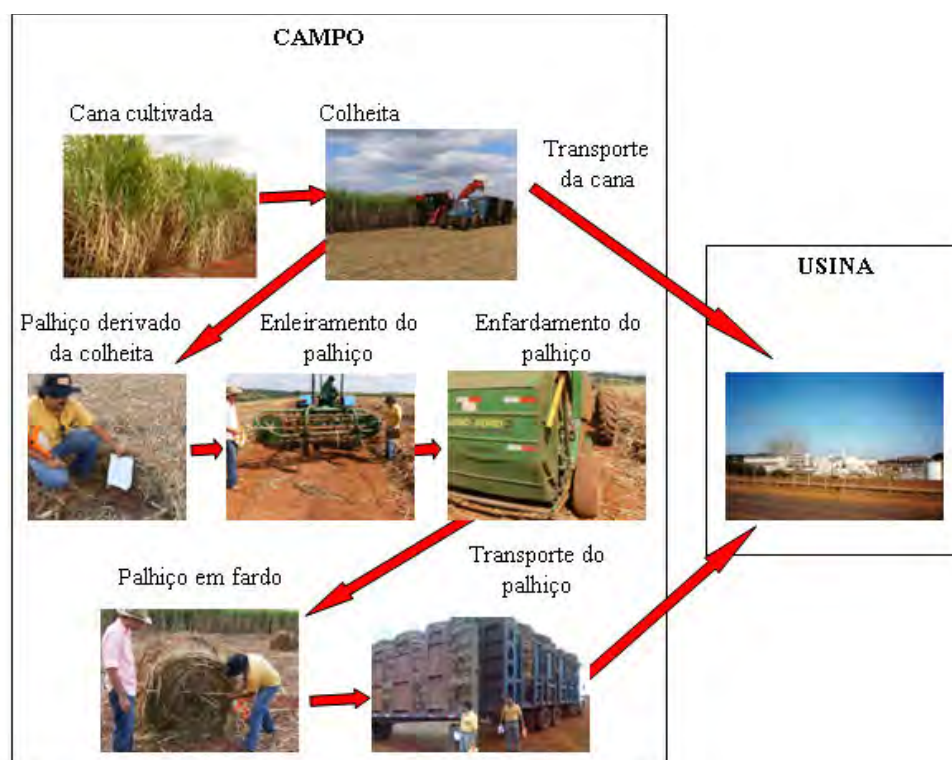 CAMPO
Cana cultivada
Colheita
Transporte
da cana
USINA
Palhiço derivado
da colheita
Enleiramento do
palhiço
Enfardamento do
palhiço
Palhiço em fardo
Transporte do
palhiço